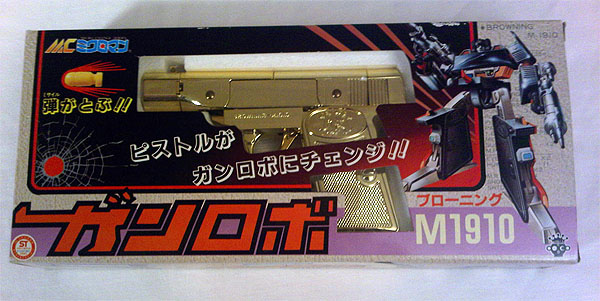 MC ミクロマン
ミサイル
弾がとぶ!!
BROWNING
M-1910
ピストルが
ガンロボにチェンジ!!
ガンロボ
ブローニング
M1910
ST